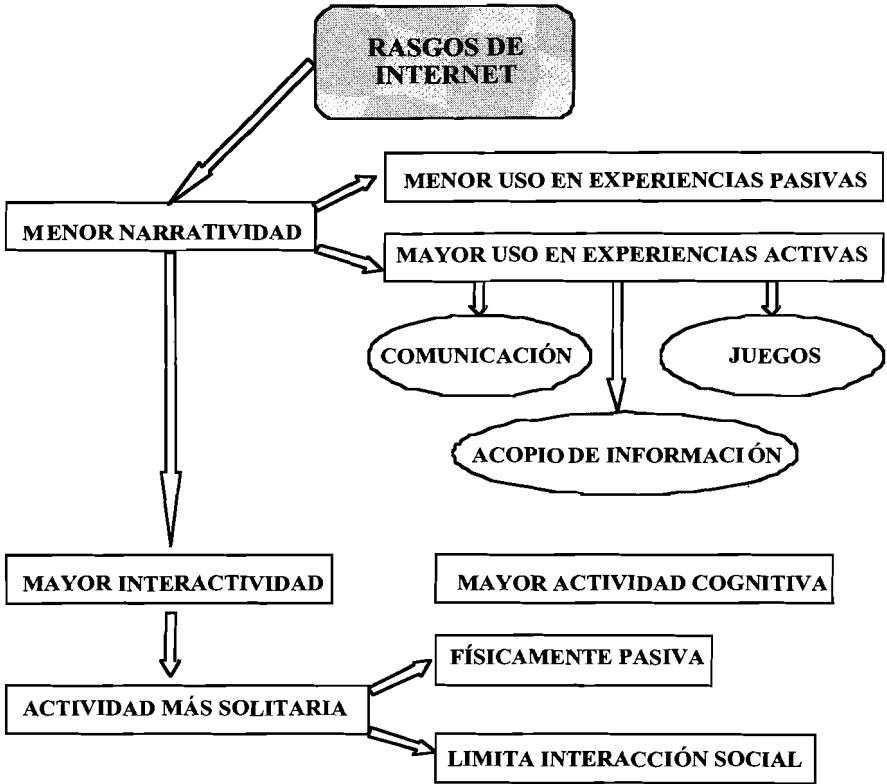 RASGOS DE
INTERNET
MENOR USO EN EXPERIENCIAS PASIVAS
MENOR NARRATIVIDAD
MAYOR USO EN EXPERIENCIAS ACTIVAS
COMUNICACIÓN
JUEGOS
ACOPIO DE INFORMACIÓN
MAYOR INTERACTIVIDAD
MAYOR ACTIVIDAD COGNITIVA
FÍSICAMENTE PASIVA
ACTIVIDAD MÁS SOLITARIA
LIMITA INTERACCIÓN SOCIAL